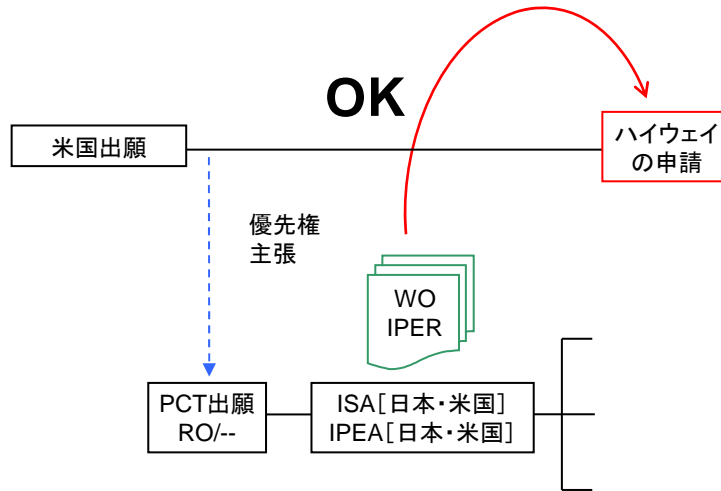 OK
米国出願
ハイウェイ
の申請
優先権
主張
WO
IPER
PCT出願
RO/--
ISA[日本・米国]
IPEA[日本・米国]